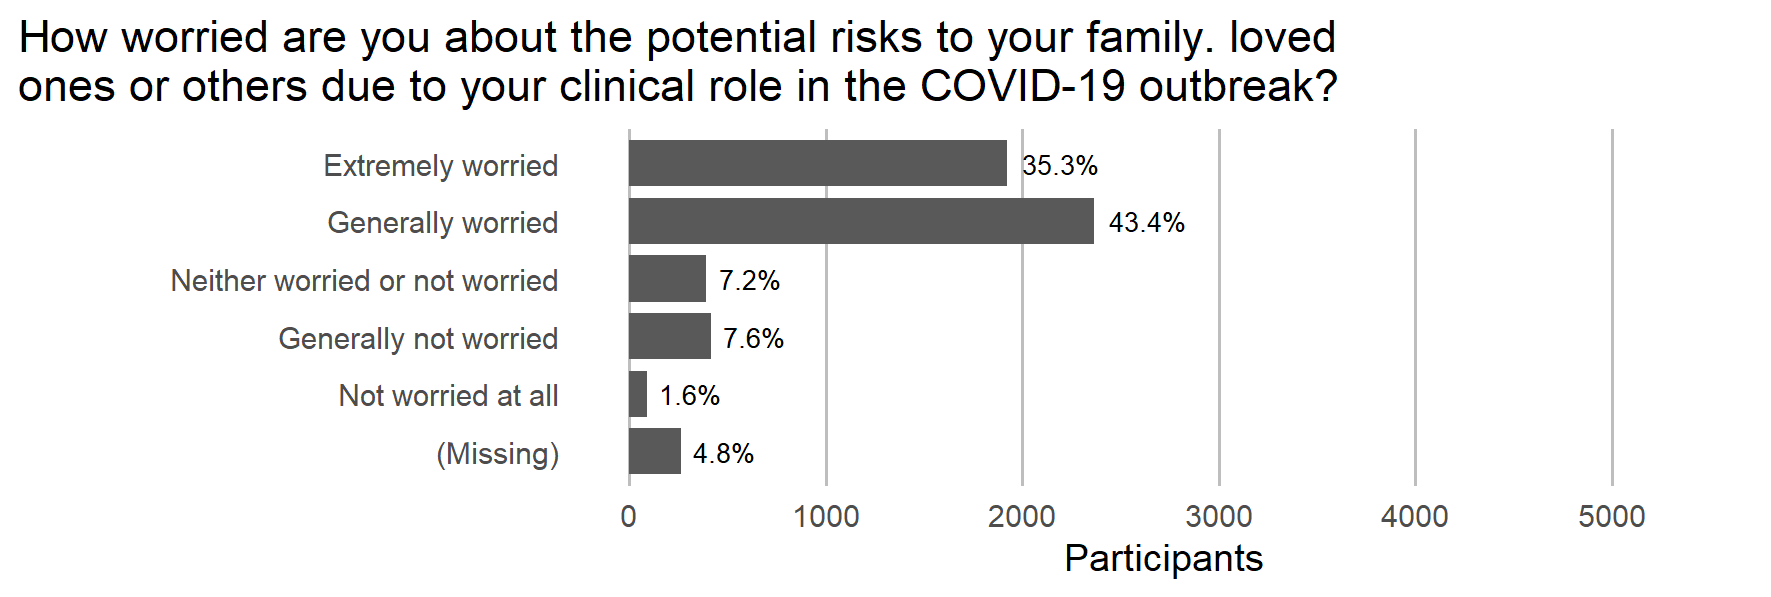 How worried are you about the potential risks to your family. loved
ones or others due to your clinical role in the COVID-19 outbreak?
Extremely worried 35.3%
Generally worried 43.4%
Neither worried or not worried 7.2%
Generally not worried 7.6%
Not worried at all 1.6%
(Missing) 4.8%
0 1000 2000 3000 4000 5000
Participants